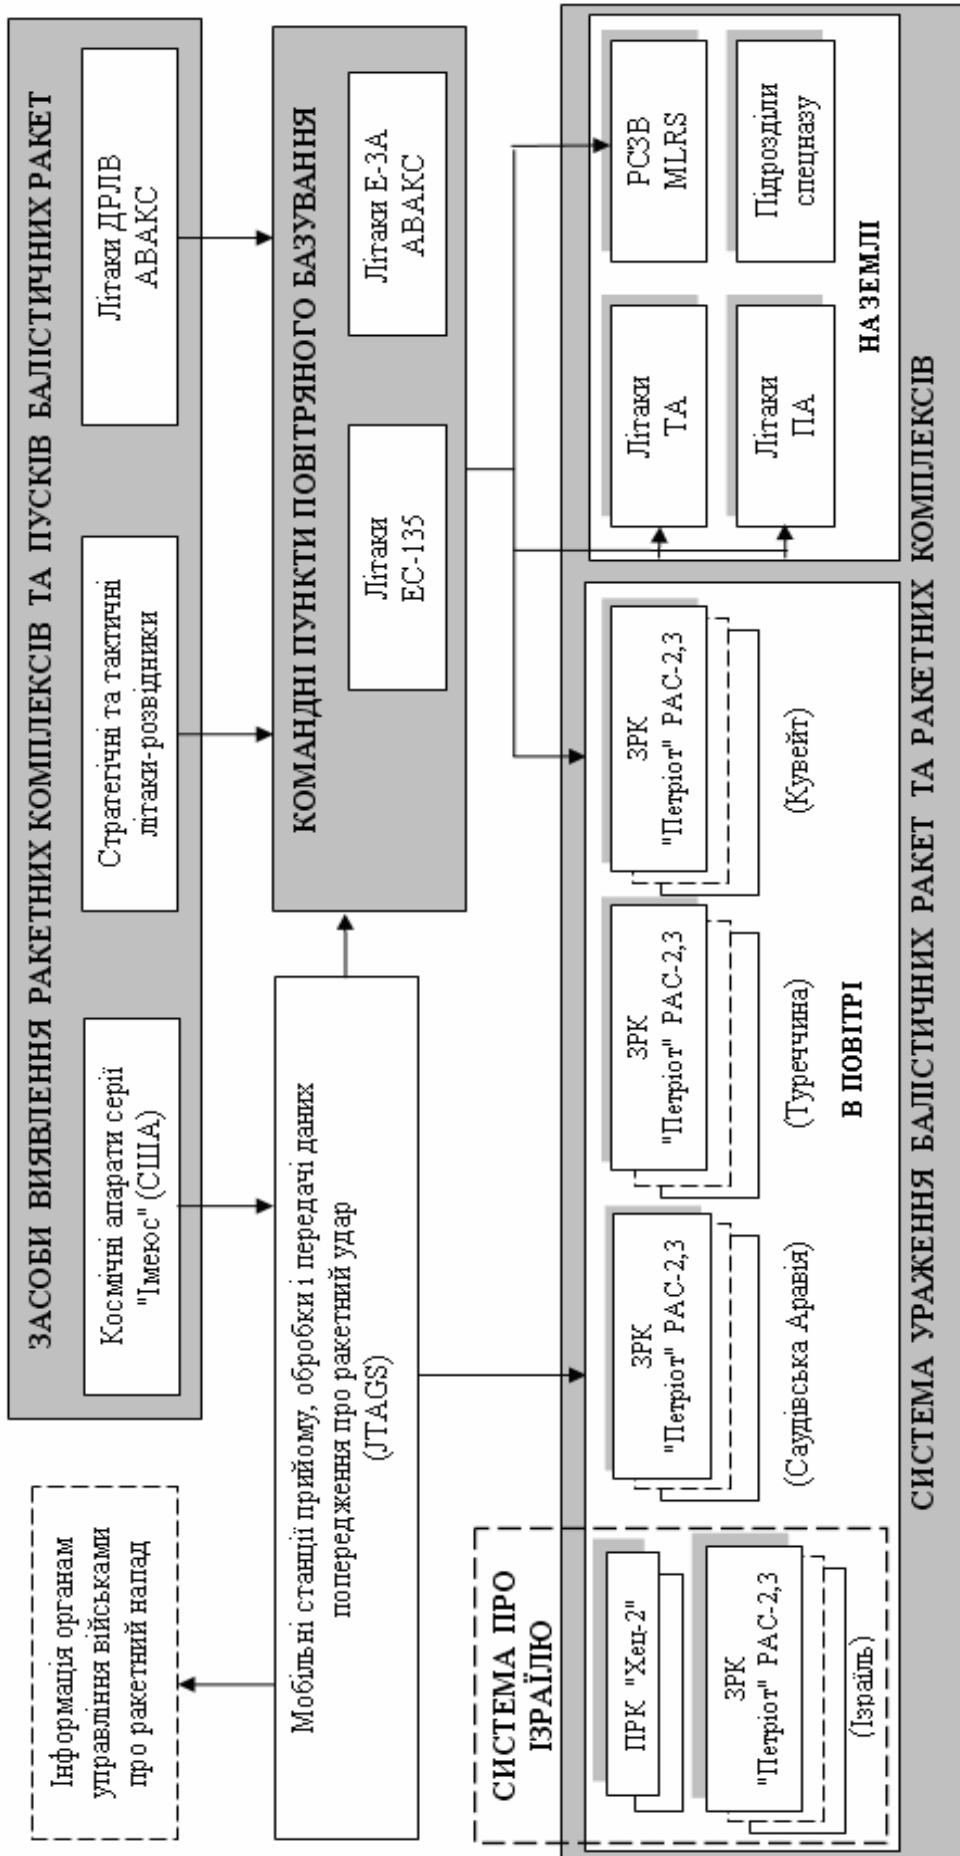 ЗАСОБИ ВИЯВЛЕННЯ РАКЕТНИХ КОМПЛЕКСІВ ТА ПУСКІВ БАЛІСТИЧНИХ РАКЕТ
Інформація органам
управління військами
про ракетний напад
Космічні апарати серії
"Імеюс" (США)
Стратегічні та тактичні
літаки-розвідники
Літаки ДРЛВ
АВАКС
Мобільні станції прийому, обробки і передачі даних
попередження про ракетний удар
(JTAGS)
КОМАНДНІ ПУНКТИ ПОВІТРЯНОГО БАЗУВАННЯ
Літаки
ЕС-135
Літаки Е-3А
АВАКС
СИСТЕМА ПРО
ІЗРАЇЛЮ
ПРК "Хец-2"
ЗРК
"Петріот" РАС-2,3
(Ізраїль)
ЗРК
"Петріот" РАС-2,3
(Саудівська Аравія)
ЗРК
"Петріот" РАС-2,3
(Туреччина)
ЗРК
"Петріот" РАС-2,3
(Кувейт)
В ПОВІТРІ
Літаки
ТА
РСЗВ
MLRS
Літаки
ПА
Підрозділи
спецназу
НА ЗЕМЛІ
СИСТЕМА УРАЖЕННЯ БАЛІСТИЧНИХ РАКЕТ ТА РАКЕТНИХ КОМПЛЕКСІВ